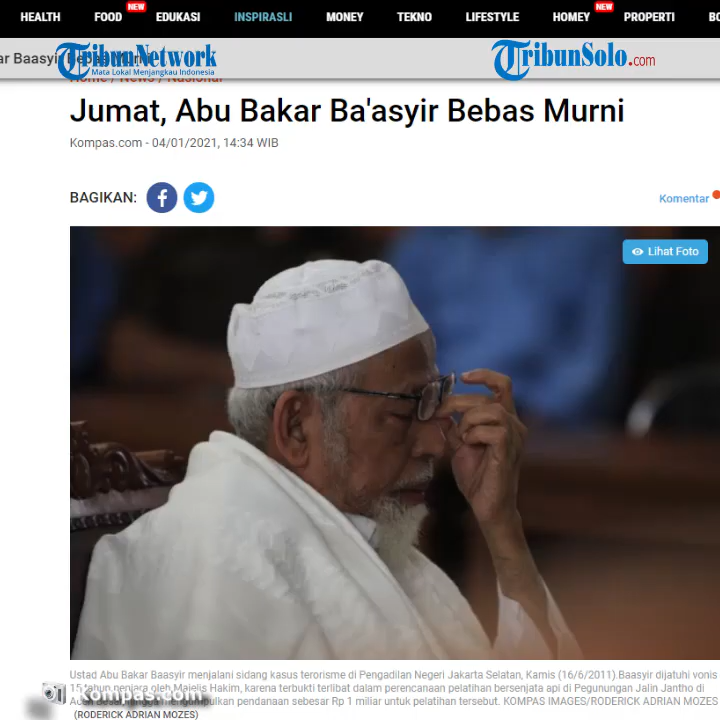 HEALTH FOOD NEW EDUKASI INSPIRASLI MONEY TEKNO LIFESTYLE HOMEY NEW PROPERTI
TribunNetwork
Mata Lokal Menjangkau Indonesia
TribunSolo.com
Home / News / Nasional
Jumat, Abu Bakar Ba'asyir Bebas Murni
Kompas.com - 04/01/2021, 14:34 WIB
BAGIKAN:
Komentar
Lihat Foto
Ustad Abu Bakar Baasyir menjalani sidang kasus terorisme di Pengadilan Negeri Jakarta Selatan, Kamis (16/6/2011).Baasyir dijatuhi vonis
15 tahun penjara oleh Majelis Hakim, karena terbukti terlibat dalam perencanaan pelatihan bersenjata api di Pegunungan Jalin Jantho di
pendanaan sebesar Rp 1 miliar untuk pelatihan tersebut. KOMPAS IMAGES/RODERICK ADRIAN MOZES
kompas.com
(RODERICK ADRIAN MOZES)